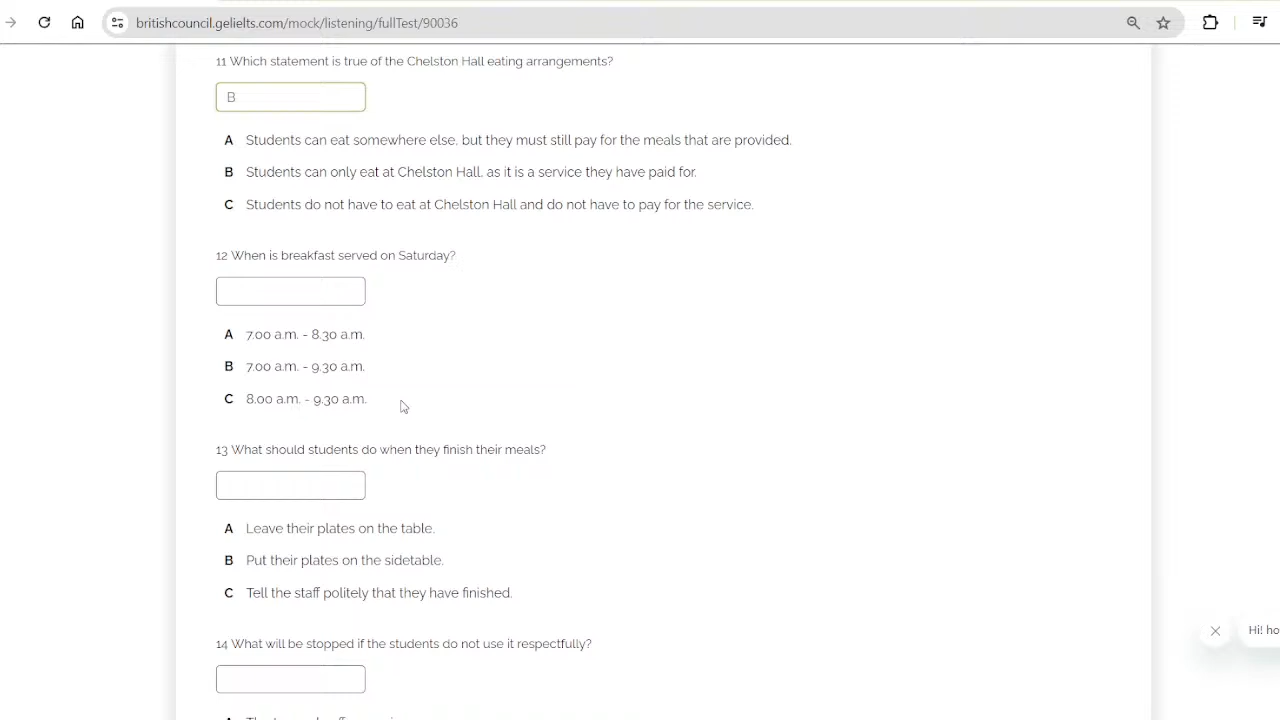 britishcouncil.gelielts.com/mock/listening/fullTest/90036
11 Which statement is true of the Chelston Hall eating arrangements?
B
A Students can eat somewhere else, but they must still pay for the meals that are provided.
B Students can only eat at Chelston Hall, as it is a service they have paid for.
C Students do not have to eat at Chelston Hall and do not have to pay for the service.
12 When is breakfast served on Saturday?
A 7.00 a.m. - 8.30 a.m.
B 7.00 a.m. - 9.30 a.m.
C 8.00 a.m. - 9.30 a.m.
13 What should students do when they finish their meals?
A Leave their plates on the table.
B Put their plates on the sidetable.
C Tell the staff politely that they have finished.
Hi! ho
14 What will be stopped if the students do not use it respectfully?